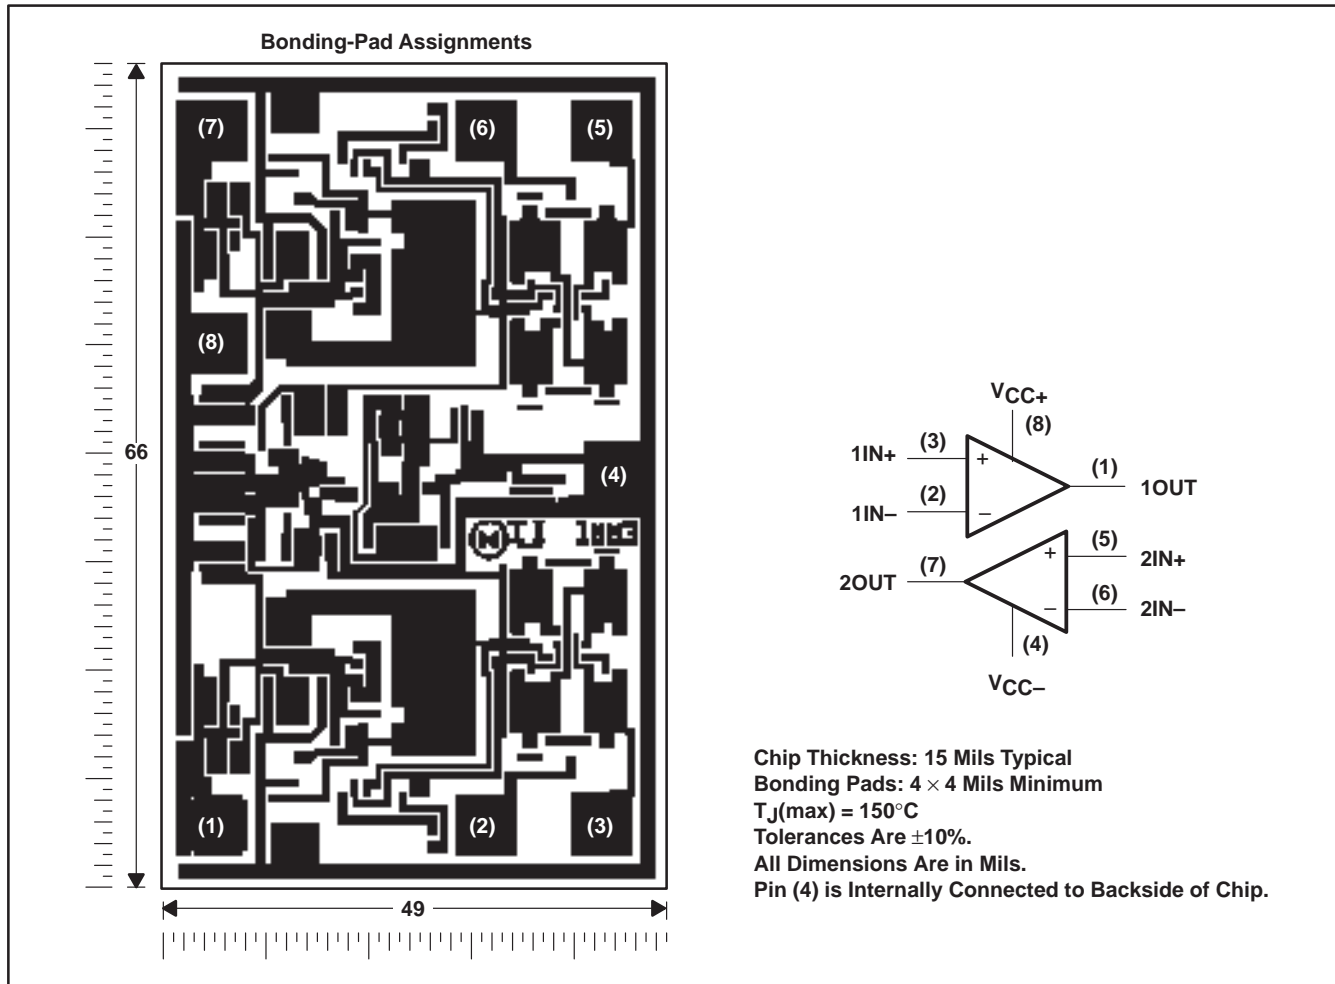 Bonding-Pad Assignments
(7)
(6)
(5)
(8)
66
(4)
(1)
(2)
(3)
49
VCC+
(8)
1IN+
(3)
+
(1)
1OUT
(2)
1IN–
–
(5)
+
2IN+
(7)
2OUT
(6)
–
2IN–
(4)
VCC–
Chip Thickness: 15 Mils Typical
Bonding Pads: 4 × 4 Mils Minimum
TJ(max) = 150°C
Tolerances Are ±10%.
All Dimensions Are in Mils.
Pin (4) is Internally Connected to Backside of Chip.